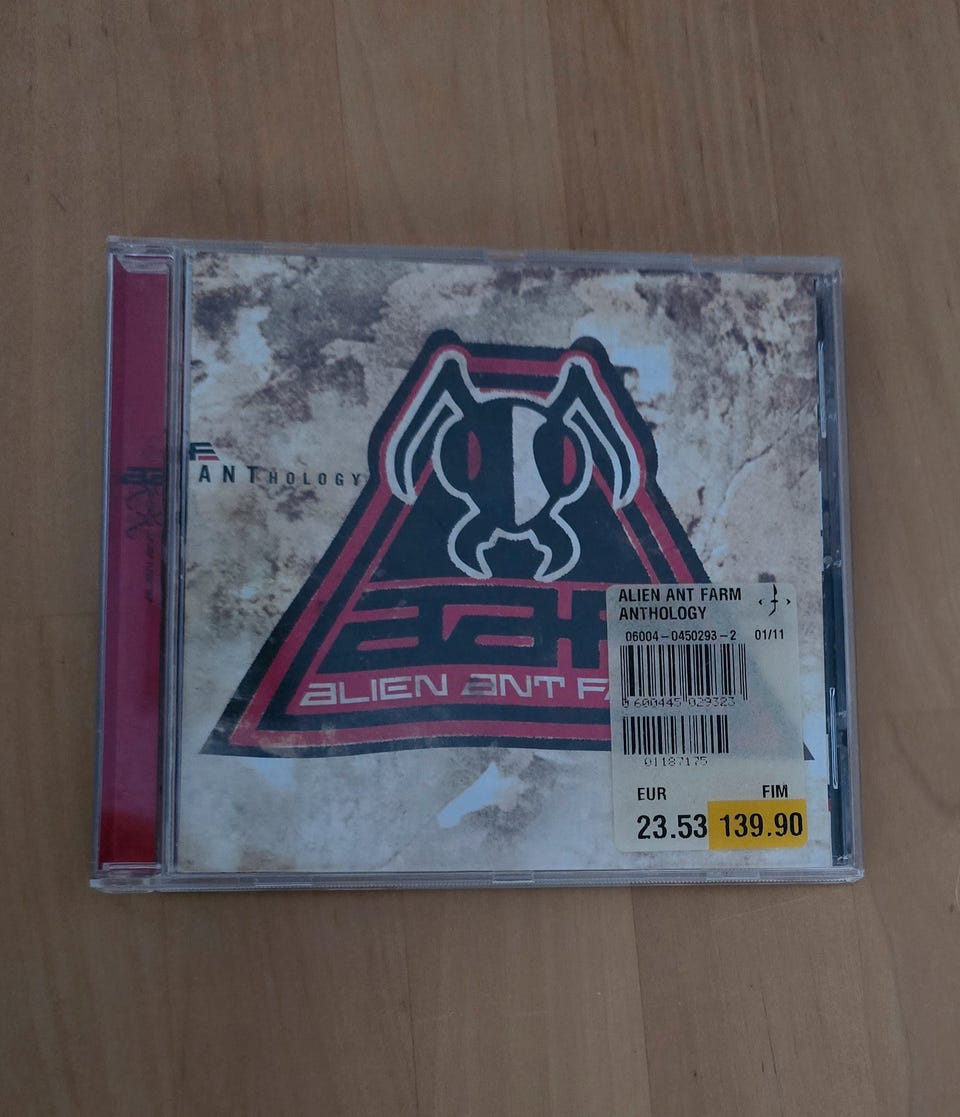 ANTHOLOGY
aaf
ALIEN ANT FA
ALIEN ANT FARM
ANTHOLOGY
06004-0450293-2 01/11
0 600445 029323
01187175
EUR FIM
23.53 139.90